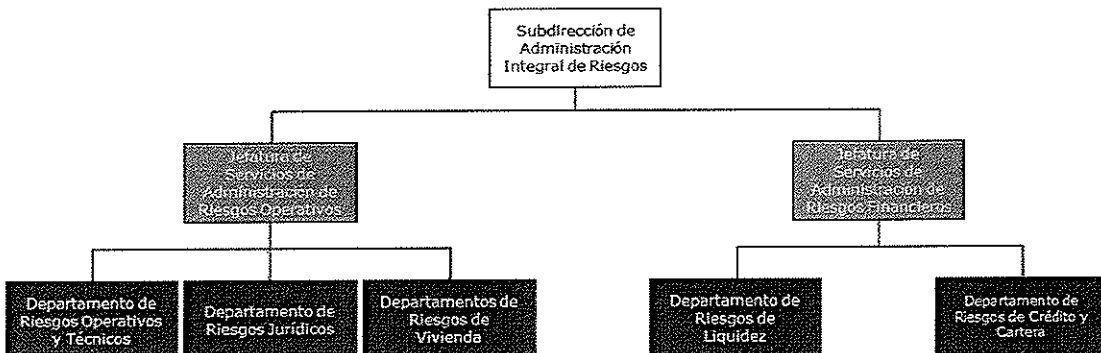 Subdirección de
Administración
Integral de Riesgos
Jefatura de
Servicios de
Administración de
Riesgos Operativos
Jefatura de
Servicios de
Administración de
Riesgos Financieros
Departamento de
Riesgos Operativos
y Técnicos
Departamento de
Riesgos Jurídicos
Departamentos de
Riesgos de
Vivienda
Departamento de
Riesgos de
Liquidez
Departamento de
Riesgos de Crédito y
Cartera